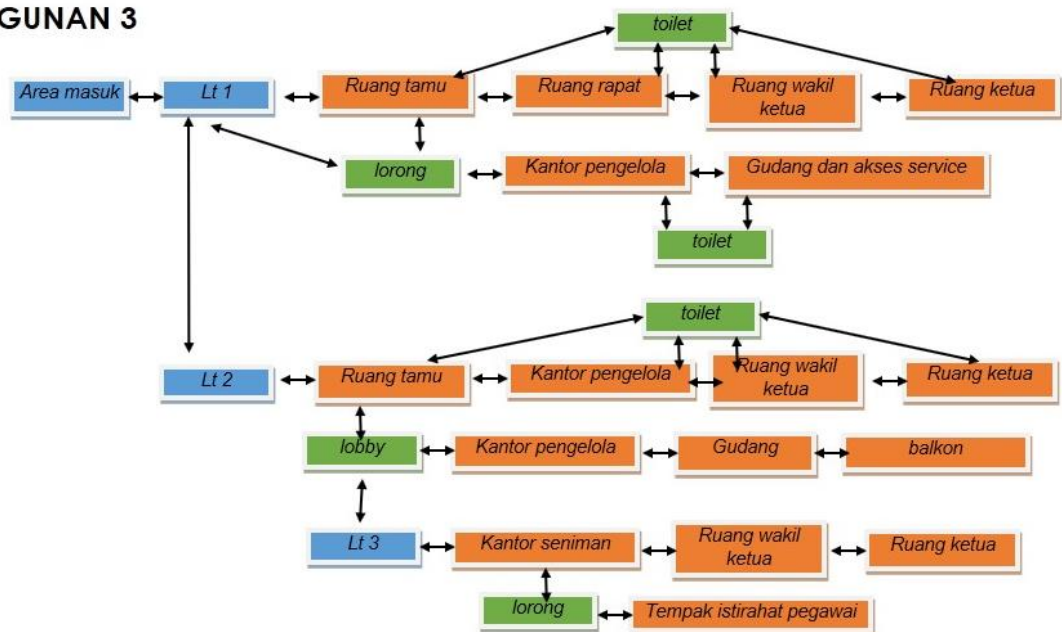 GUNAN 3
toilet
Area masuk
Lt 1
Ruang tamu
Ruang rapat
Ruang wakil
ketua
Ruang ketua
lorong
Kantor pengelola
Gudang dan akses service
toilet
toilet
Lt 2
Ruang tamu
Kantor pengelola
Ruang wakil
ketua
Ruang ketua
lobby
Kantor pengelola
Gudang
balkon
Lt 3
Kantor seniman
Ruang wakil
ketua
Ruang ketua
lorong
Tempak istirahat pegawai